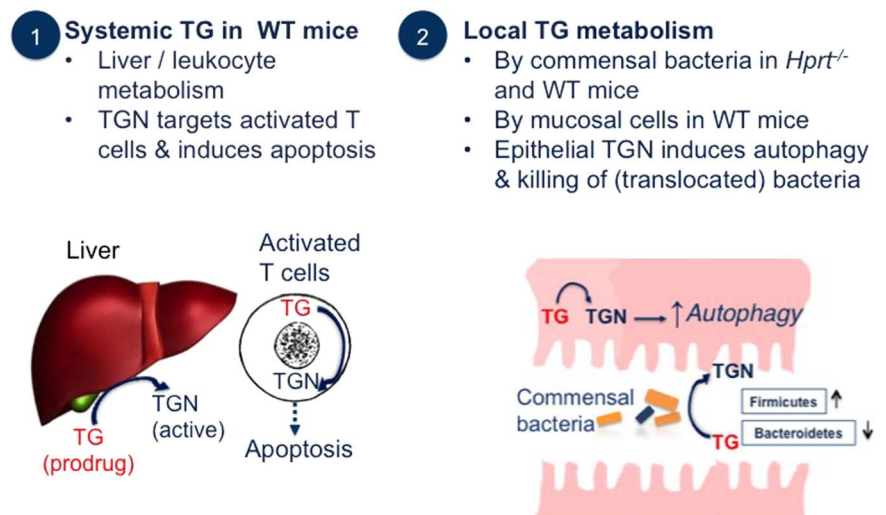 1 Systemic TG in WT mice
• Liver / leukocyte
metabolism
• TGN targets activated T
cells & induces apoptosis
2 Local TG metabolism
• By commensal bacteria in Hprt-/-
and WT mice
• By mucosal cells in WT mice
• Epithelial TGN induces autophagy
& killing of (translocated) bacteria
Liver
TG
(prodrug)
TGN
(active)
Activated
T cells
TG
TGN
Apoptosis
TG TGN ↑Autophagy
Commensal
bacteria
TGN
TG
Firmicutes ↑
Bacteroidetes ↓